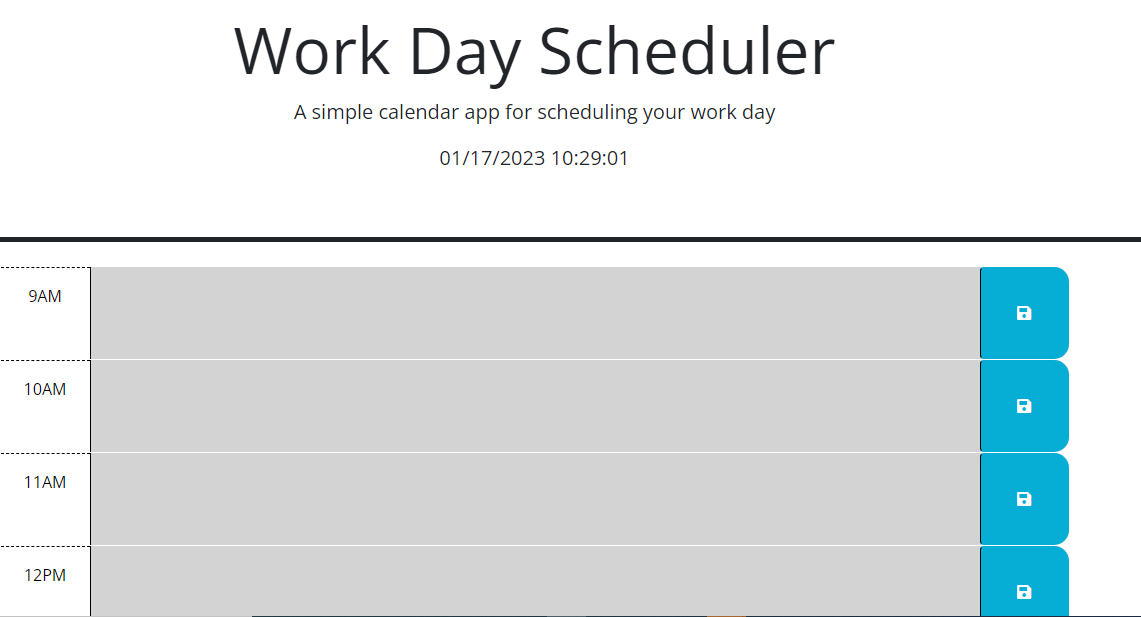 Work Day Scheduler
A simple calendar app for scheduling your work day
01/17/2023 10:29:01
9AM
10AM
11AM
12PM